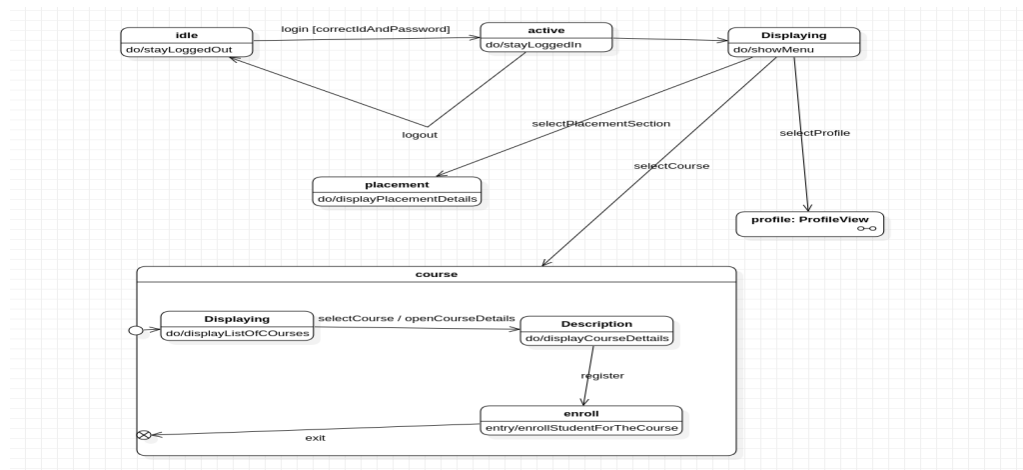 idle
do/stayLoggedOut
login [correctIdAndPassword]
active
do/stayLoggedIn
Displaying
do/showMenu
logout
selectPlacementSection
selectProfile
selectCourse
placement
do/displayPlacementDetails
profile: ProfileView
course
Displaying
do/displayListOfCOurses
selectCourse / openCourseDetails
Description
do/displayCourseDettails
register
enroll
entry/enrollStudentForTheCourse
exit